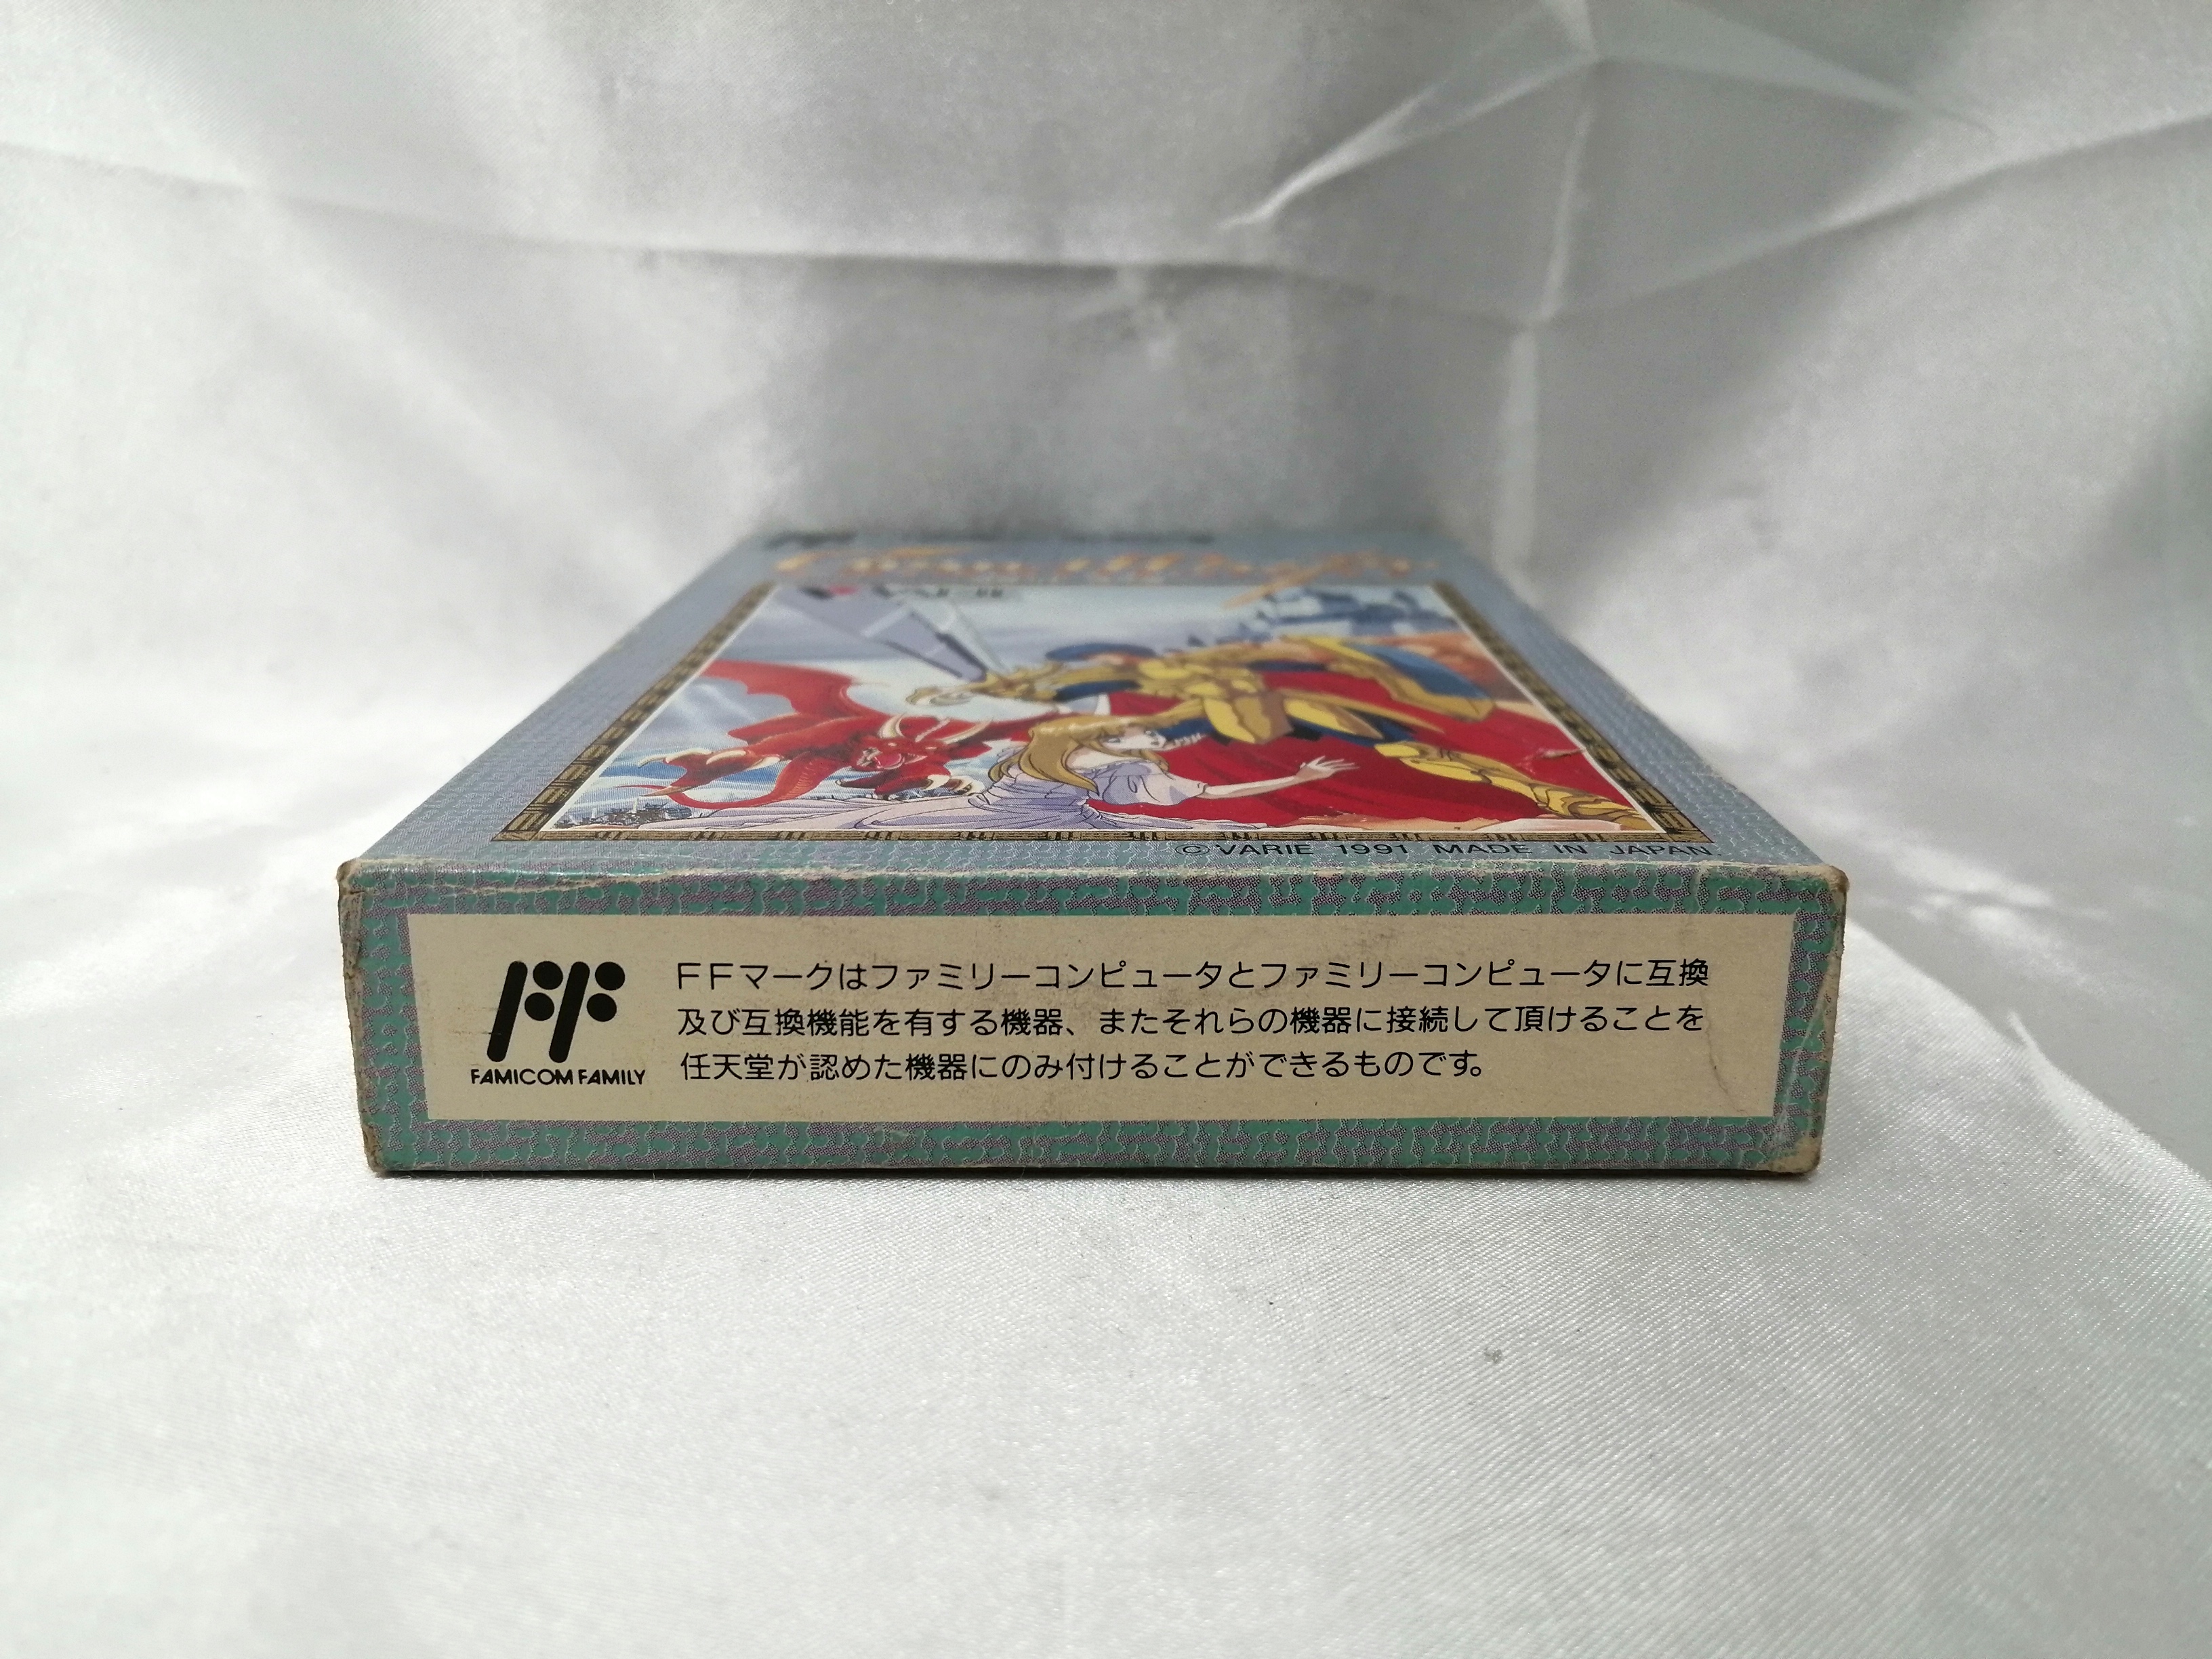 VARIE
©VARIE 1991 MADE IN JAPAN.
FF
FAMICOM FAMILY
FFマークはファミリーコンピュータとファミリーコンピュータに互換
及び互換機能を有する機器、またそれらの機器に接続して頂けることを
任天堂が認めた機器にのみ付けることができるものです。